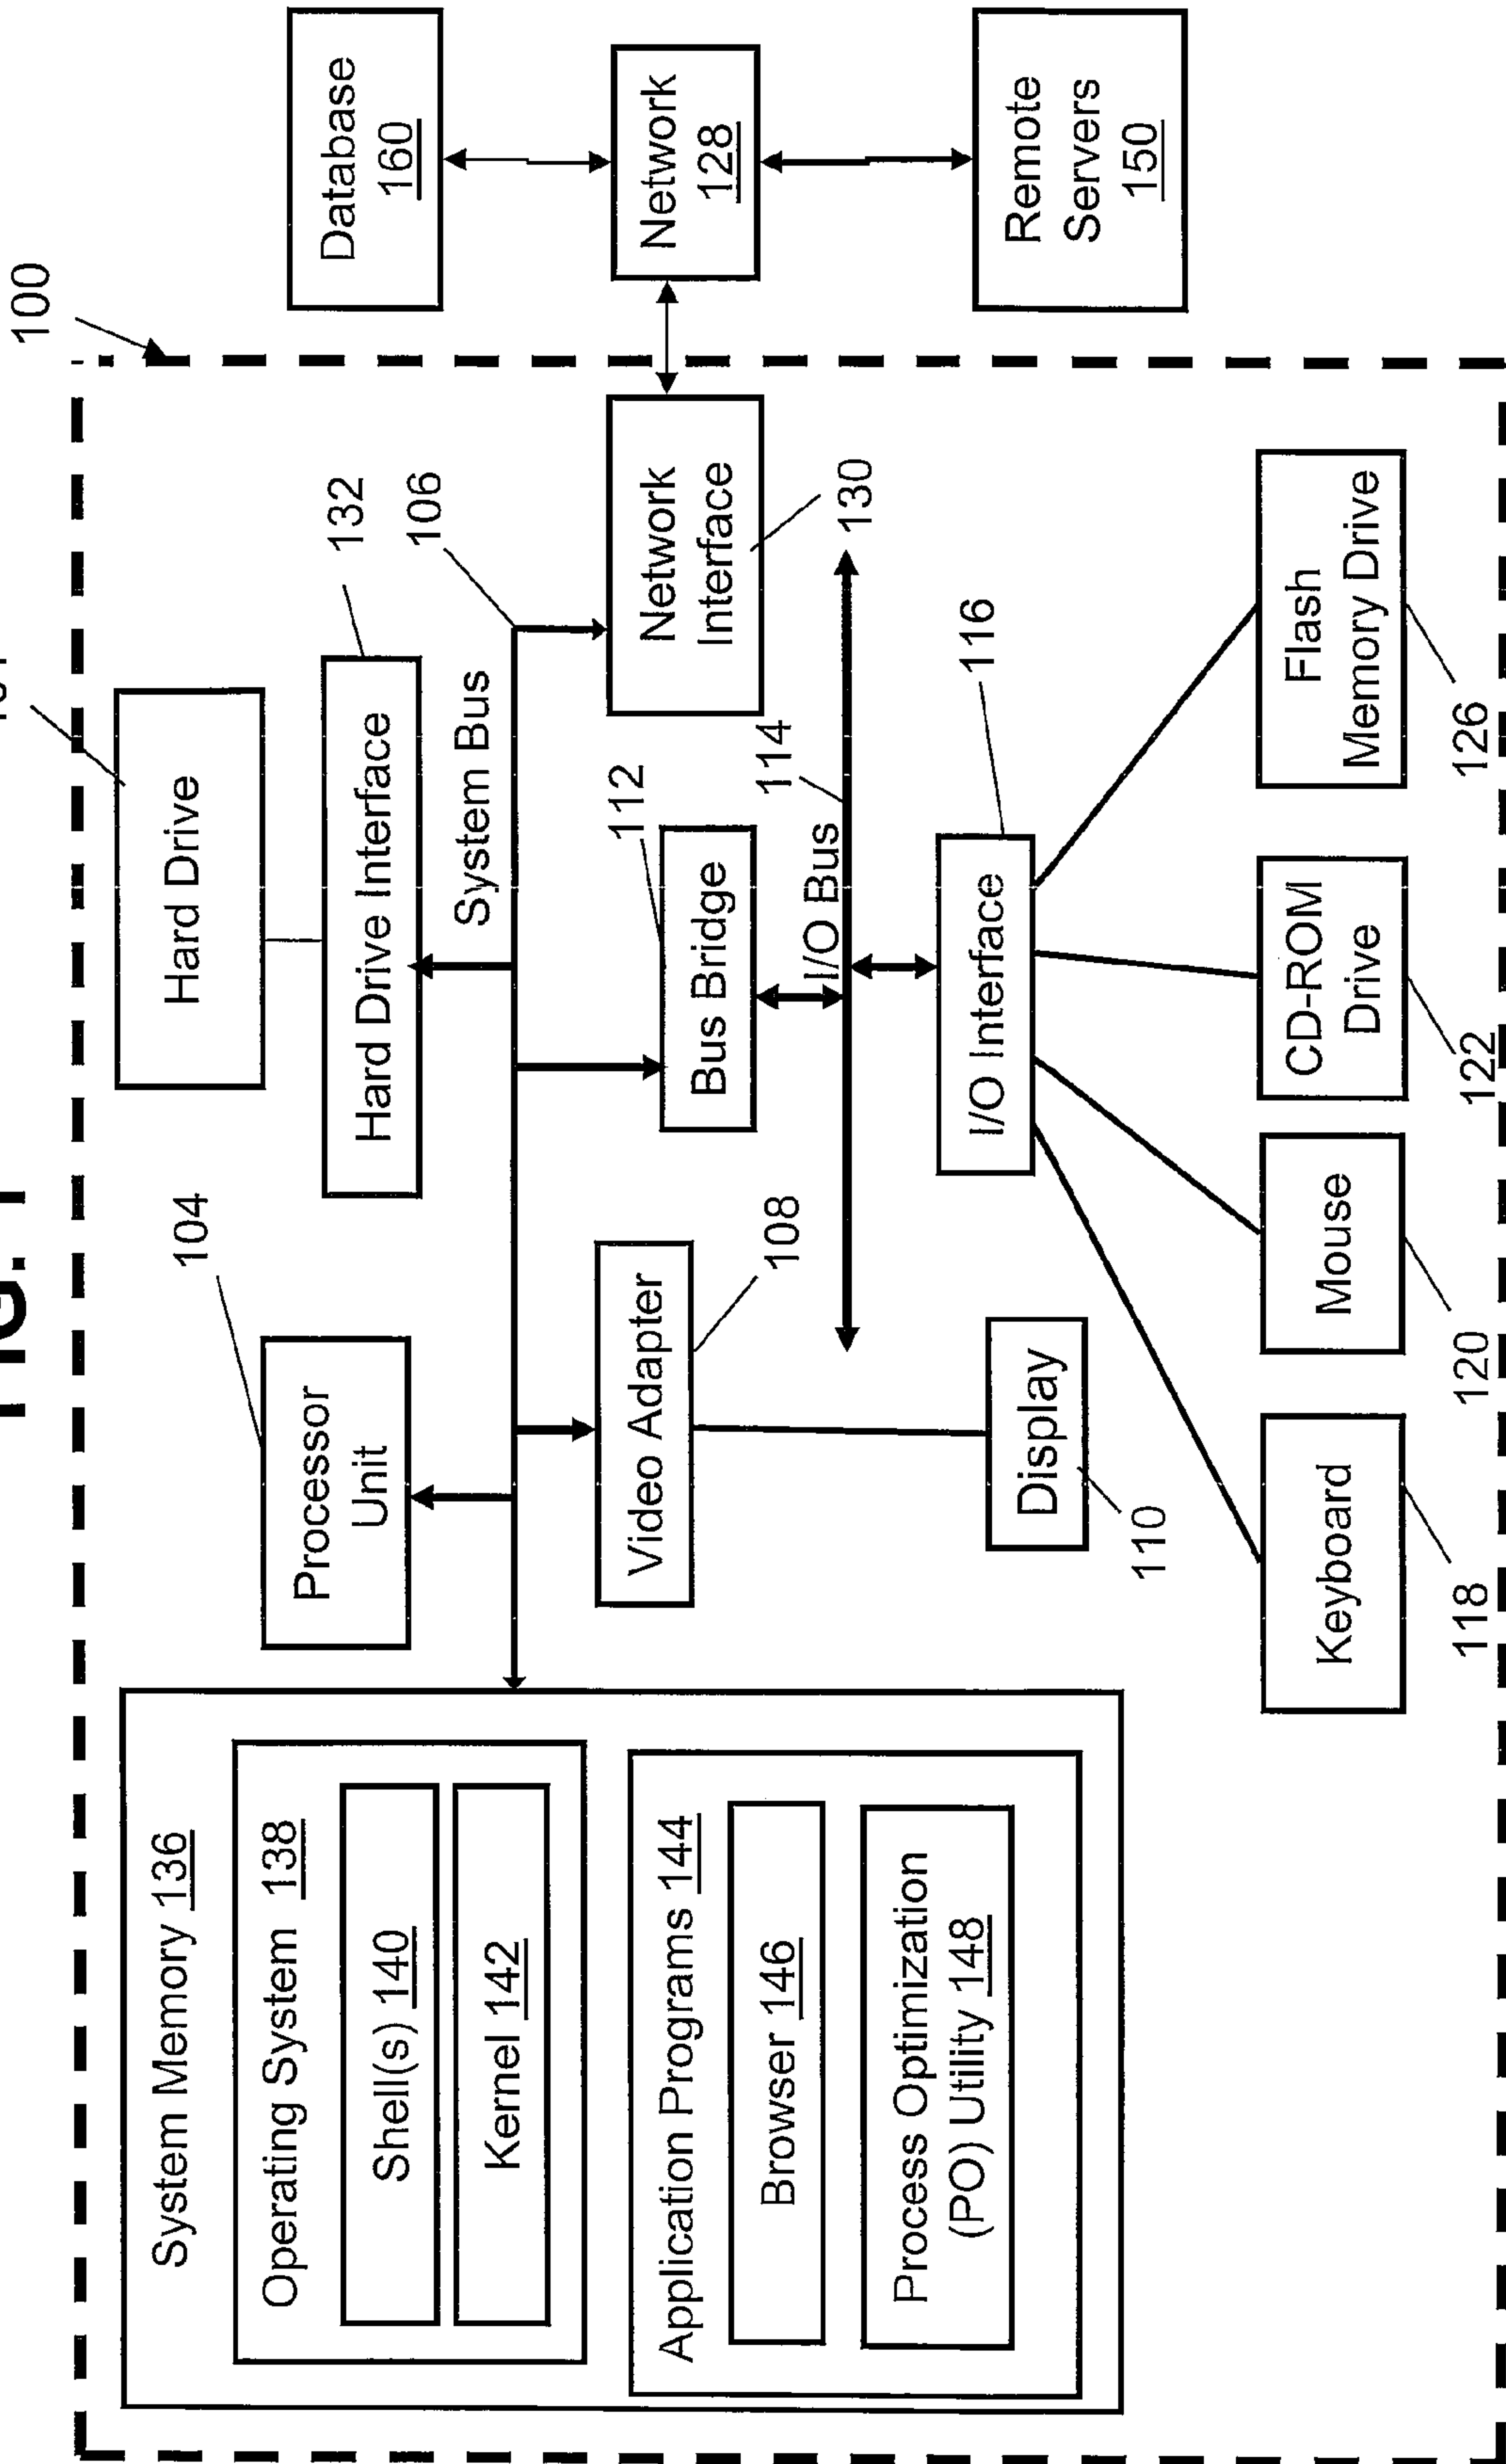 100
104
Hard Drive
Hard Drive Interface
132
System Bus
106
Processor
Unit
System Memory 136
Operating System 138
Shell(s) 140
Kernel 142
Application Programs 144
Browser 146
Process Optimization
(PO) Utility 148
Video Adapter
108
Display
110
Bus Bridge
112
I/O Bus
114
Network
Interface
130
I/O Interface
116
Keyboard
118
Mouse
120
CD-ROM
Drive
122
Flash
Memory Drive
126
Database
160
Network
128
Remote
Servers
150